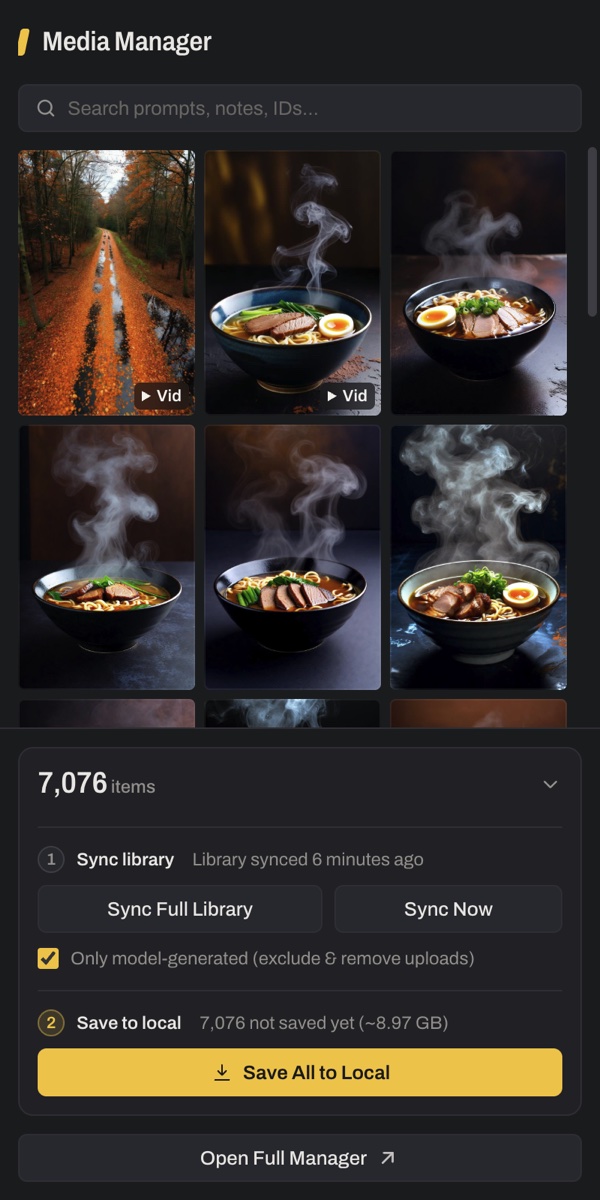 Media Manager
Search prompts, notes, IDs...
Vid
Vid
7,076 items
1 Sync library Library synced 6 minutes ago
Sync Full Library Sync Now
Only model-generated (exclude & remove uploads)
2 Save to local 7,076 not saved yet (~8.97 GB)
Save All to Local
Open Full Manager